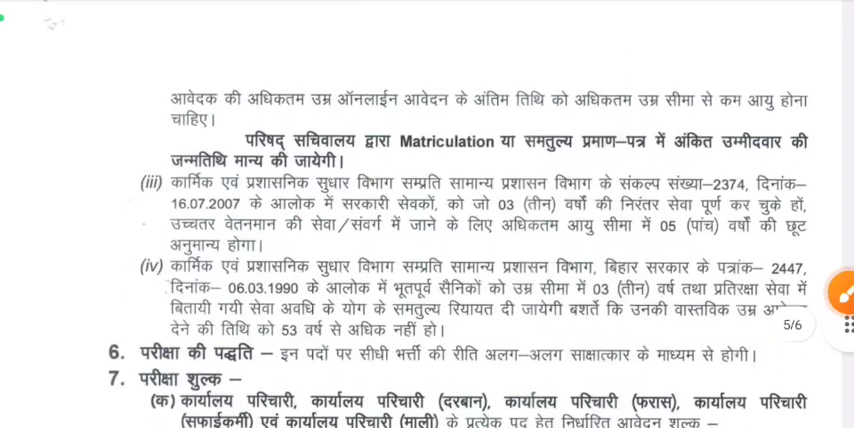 आवेदक की अधिकतम उम्र ऑनलाईन आवेदन के अंतिम तिथि को अधिकतम उम्र सीमा से कम आयु होना
चाहिए।
परिषद् सचिवालय द्वारा Matriculation या समतुल्य प्रमाण–पत्र में अंकित उम्मीदवार की
जन्मतिथि मान्य की जायेगी।
(iii) कार्मिक एवं प्रशासनिक सुधार विभाग सम्प्रति सामान्य प्रशासन विभाग के संकल्प संख्या–2374, दिनांक–
16.07.2007 के आलोक में सरकारी सेवकों, को जो 03 (तीन) वर्षों की निरंतर सेवा पूर्ण कर चुके हों,
उच्चतर वेतनमान की सेवा/संवर्ग में जाने के लिए अधिकतम आयु सीमा में 05 (पांच) वर्षों की छूट
अनुमान्य होगा।
(iv) कार्मिक एवं प्रशासनिक सुधार विभाग सम्प्रति सामान्य प्रशासन विभाग, बिहार सरकार के पत्रांक– 2447,
दिनांक– 06.03.1990 के आलोक में भूतपूर्व सैनिकों को उम्र सीमा में 03 (तीन) वर्ष तथा प्रतिरक्षा सेवा में
बितायी गयी सेवा अवधि के योग के समतुल्य रियायत दी जायेगी बशर्ते कि उनकी वास्तविक उम्र
5/6
देने की तिथि को 53 वर्ष से अधिक नहीं हो।
6. परीक्षा की पद्धति – इन पदों पर सीधी भर्त्ती की रीति अलग–अलग साक्षात्कार के माध्यम से होगी।
7. परीक्षा शुल्क –
(क) कार्यालय परिचारी, कार्यालय परिचारी (दरबान), कार्यालय परिचारी (फरास), कार्यालय परिचारी
(सफाईकर्मी) एवं कार्यालय परिचारी (माली) के प्रत्येक पद हेतु निर्धारित आवेदन शुल्क –